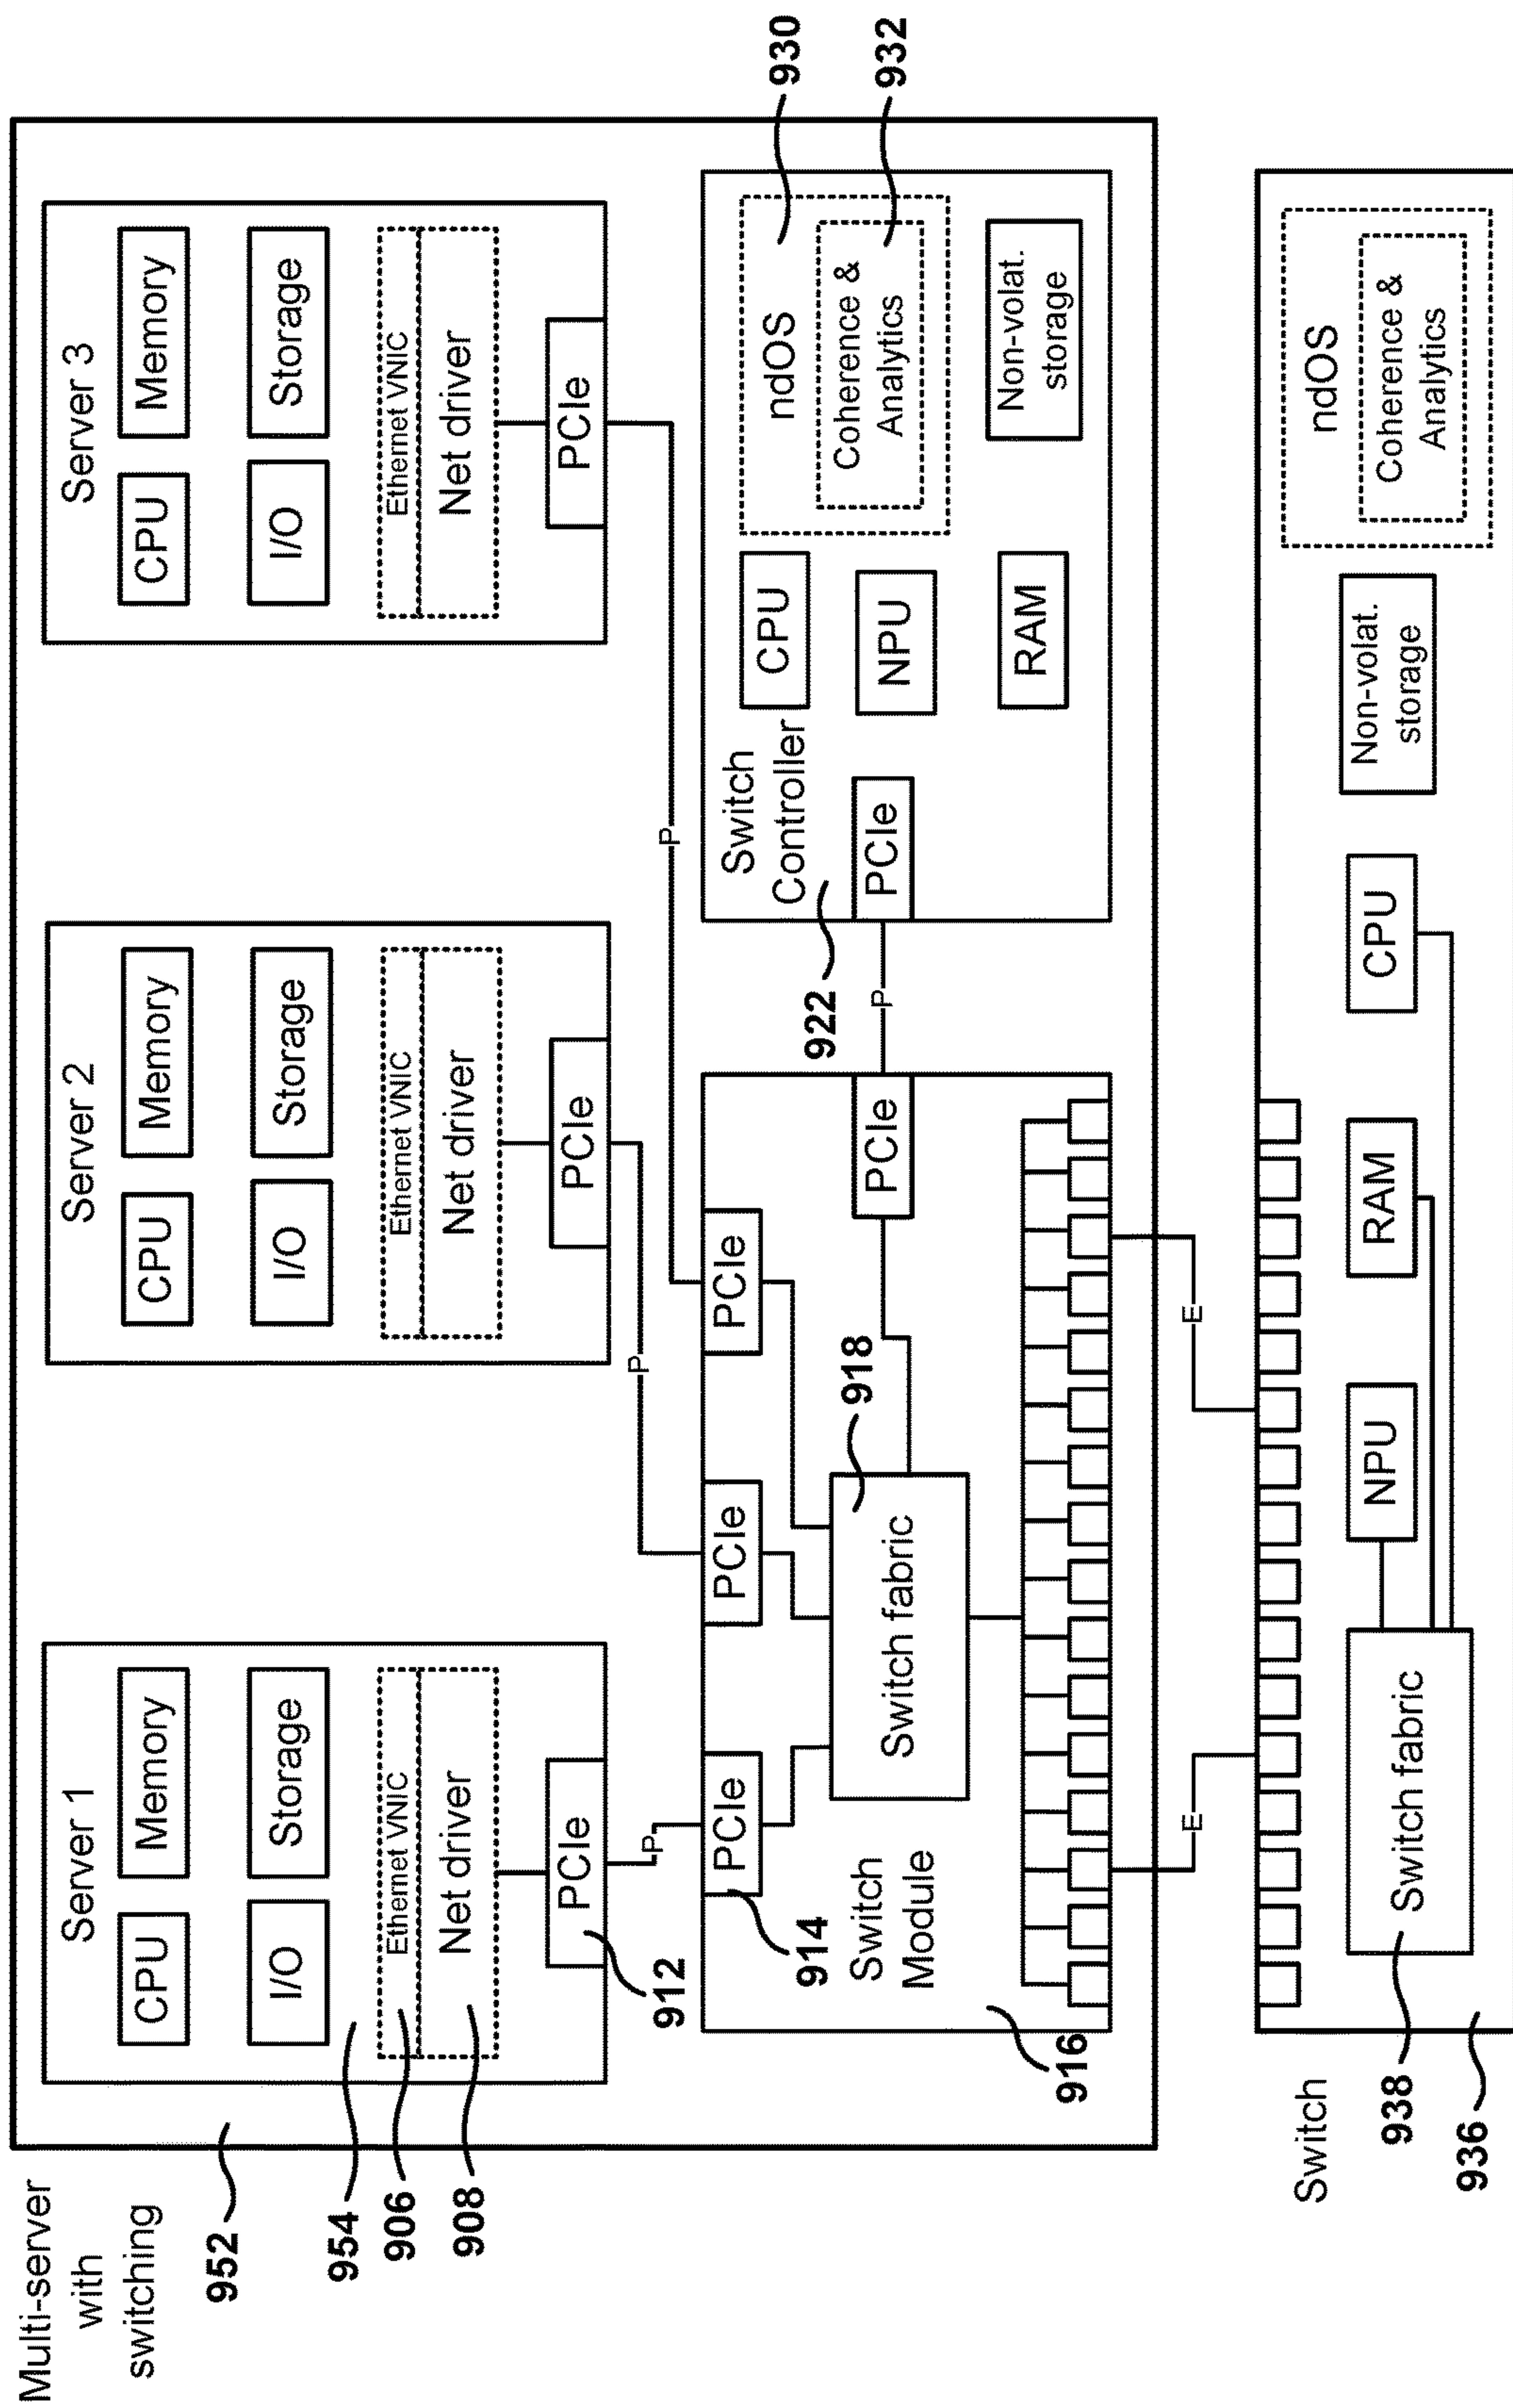 Multi-server
with
switching
952
954
906
908
Server 1
CPU
Memory
I/O
Storage
Ethernet VNIC
Net driver
PCIe
912
Server 2
CPU
Memory
I/O
Storage
Ethernet VNIC
Net driver
PCIe
Server 3
CPU
Memory
I/O
Storage
Ethernet VNIC
Net driver
PCIe
P
P
P
914
PCIe
PCIe
PCIe
PCIe
Switch
Module
916
Switch fabric
918
P
922
Switch
Controller
PCIe
CPU
NPU
RAM
ndOS
Coherence &
Analytics
Non-volat.
storage
930
932
E
E
Switch
938
936
Switch fabric
NPU
RAM
CPU
Non-volat.
storage
ndOS
Coherence &
Analytics